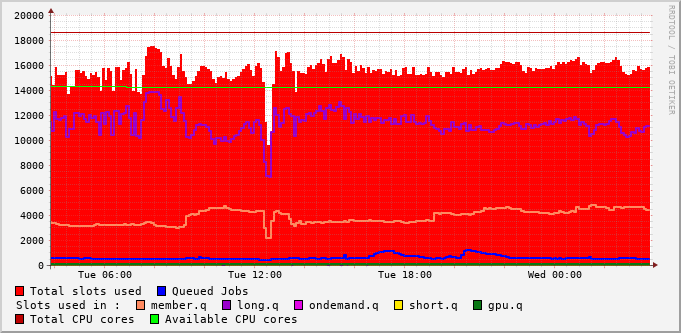 20000
18000
16000
14000
12000
10000
8000
6000
4000
2000
0
Tue 06:00 Tue 12:00 Tue 18:00 Wed 00:00
Total slots used Queued Jobs
Slots used in : member.q long.q ondemand.q short.q gpu.q
Total CPU cores Available CPU cores
RRDTOOL / TOBI OETIKER